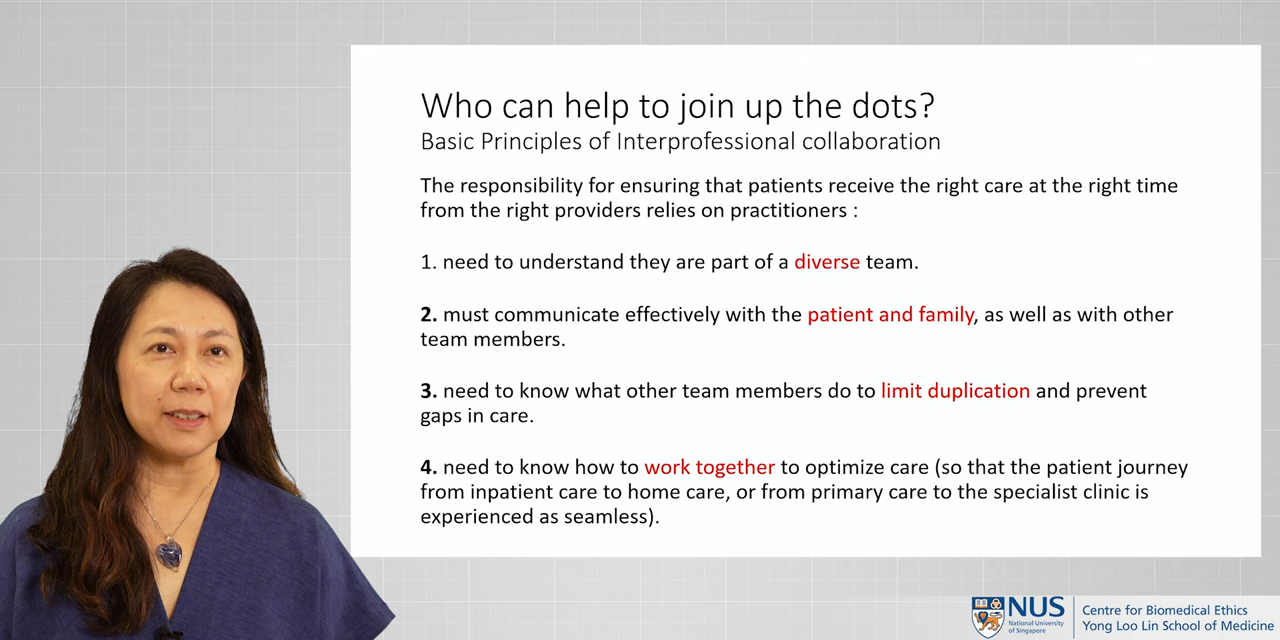 Who can help to join up the dots?
Basic Principles of Interprofessional collaboration
The responsibility for ensuring that patients receive the right care at the right time
from the right providers relies on practitioners :
1. need to understand they are part of a diverse team.
2. must communicate effectively with the patient and family, as well as with other
team members.
3. need to know what other team members do to limit duplication and prevent
gaps in care.
4. need to know how to work together to optimize care (so that the patient journey
from inpatient care to home care, or from primary care to the specialist clinic is
experienced as seamless).
NUS
National University
of Singapore
Centre for Biomedical Ethics
Yong Loo Lin School of Medicine